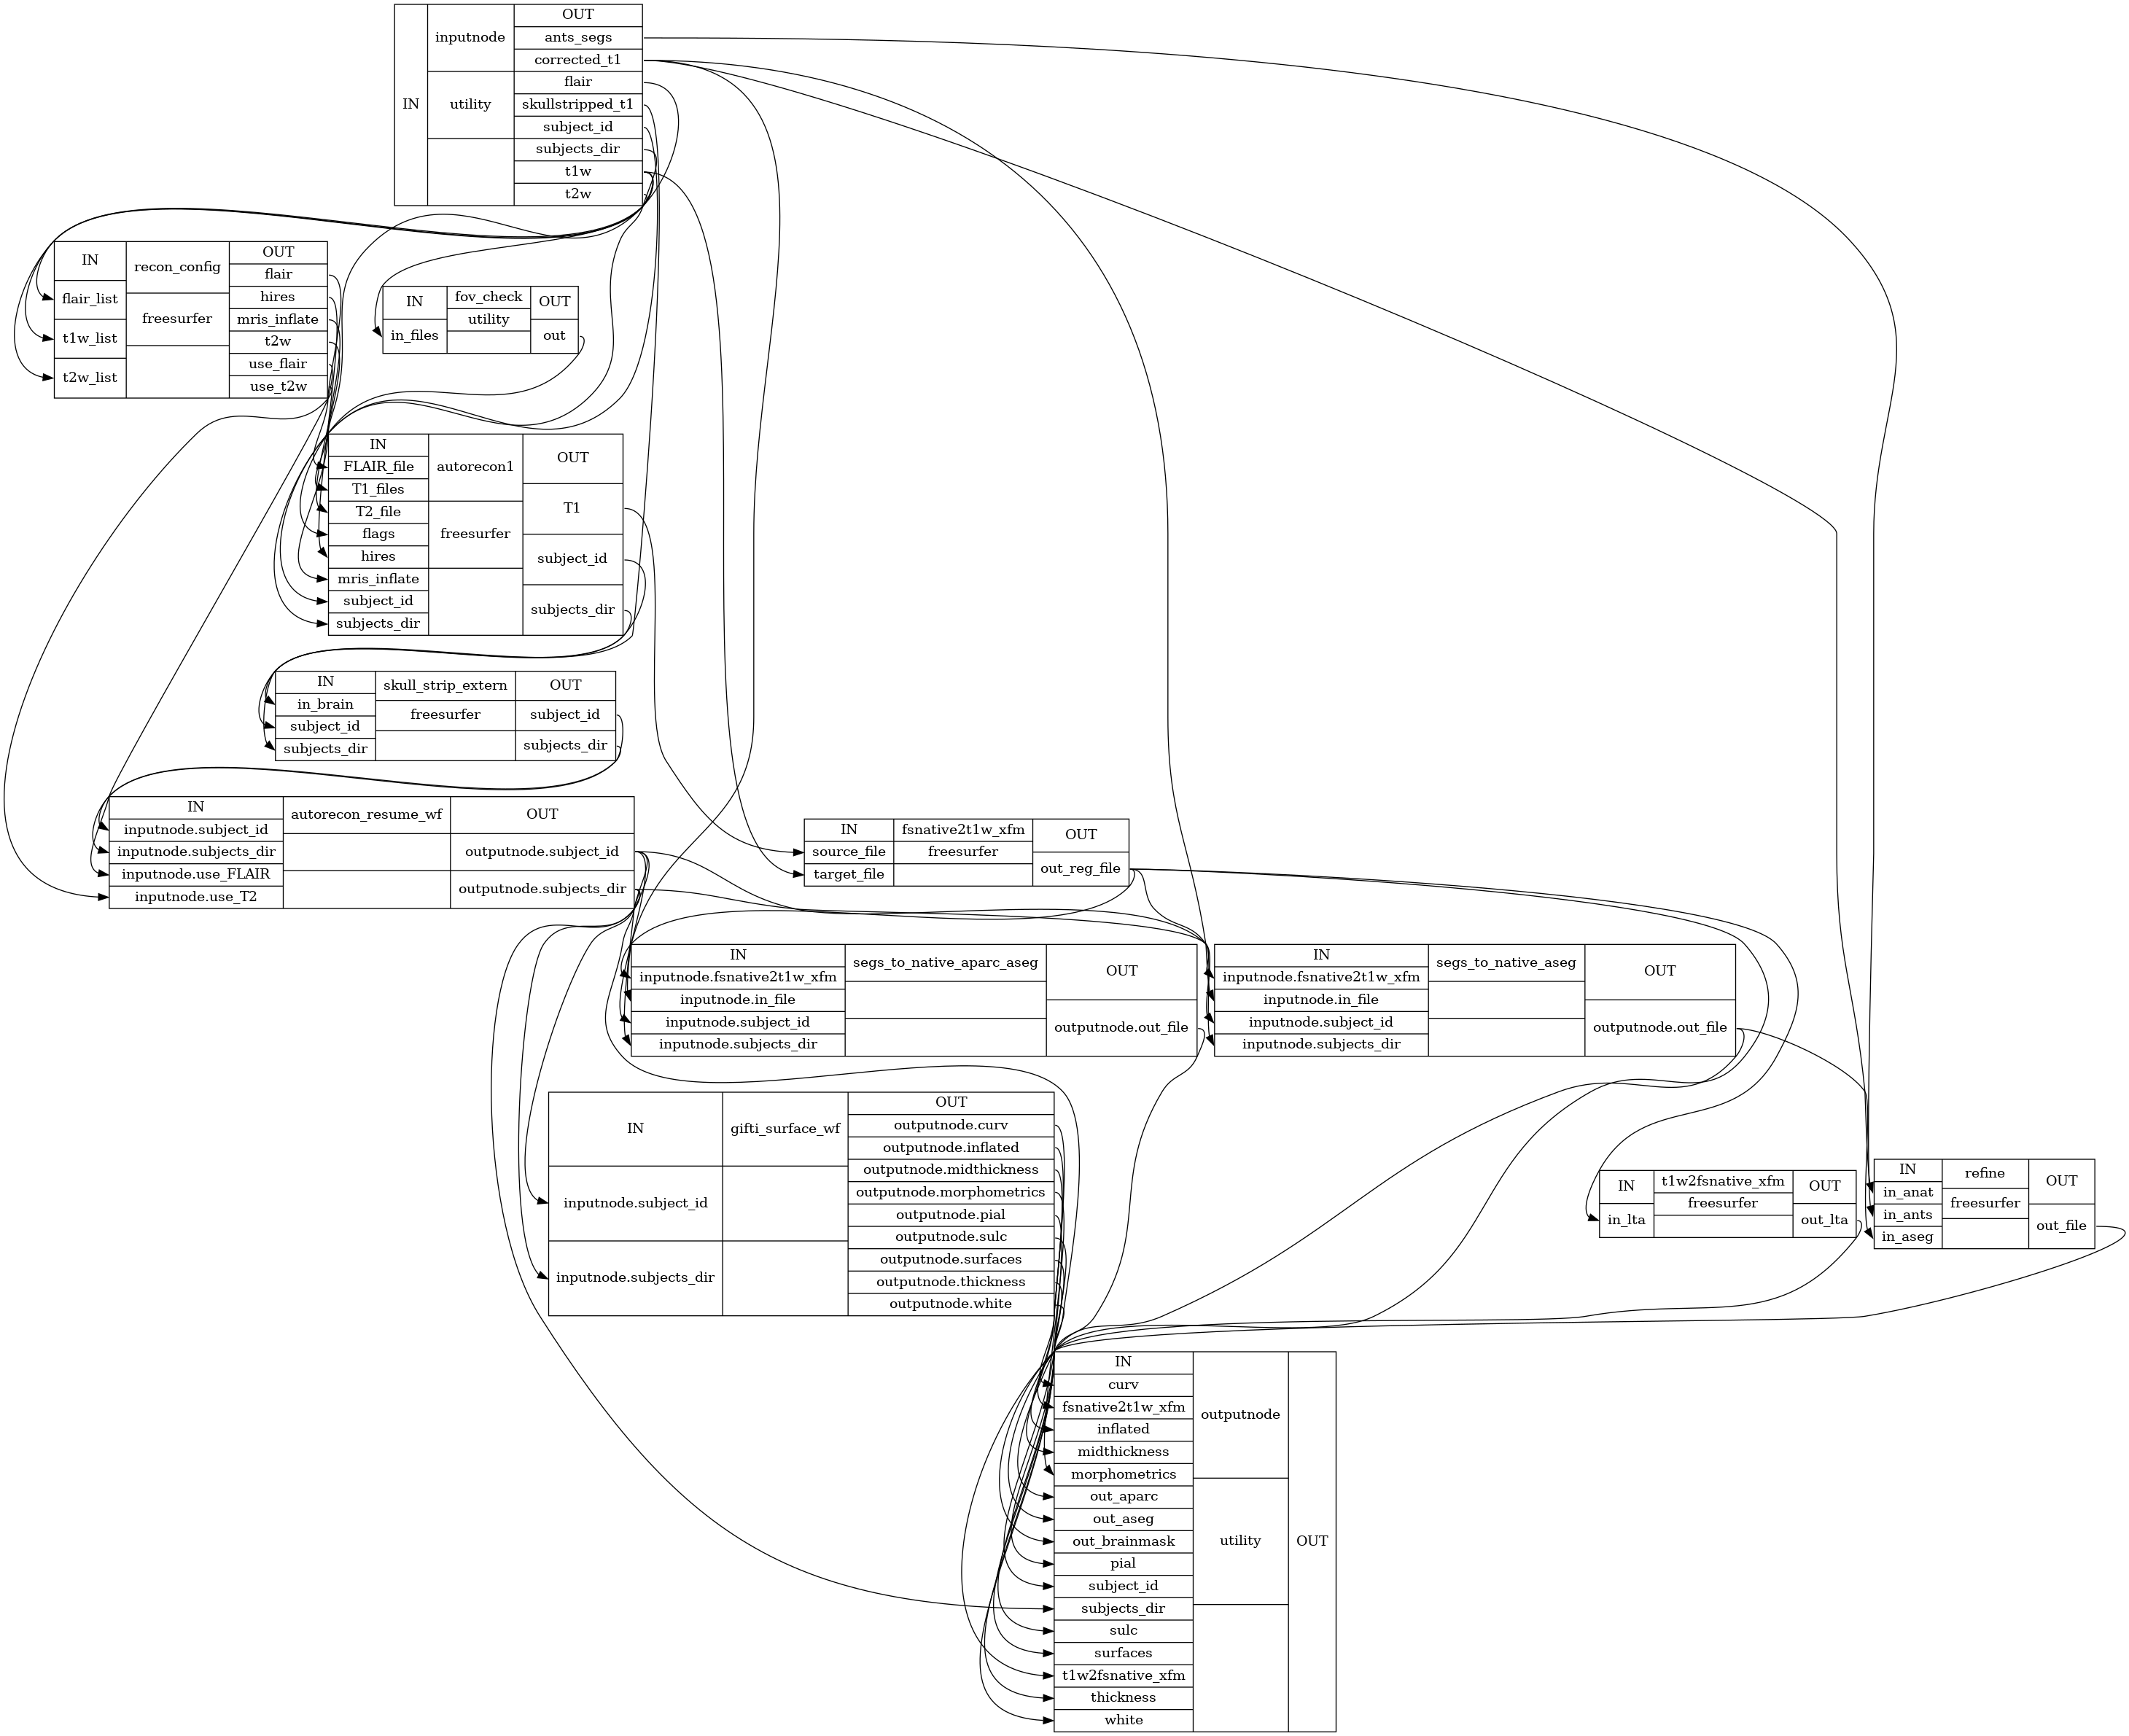 IN
inputnode
utility
OUT
ants_segs
corrected_t1
flair
skullstripped_t1
subject_id
subjects_dir
t1w
t2w
IN
flair_list
t1w_list
t2w_list
recon_config
freesurfer
OUT
flair
hires
mris_inflate
t2w
use_flair
use_t2w
IN
in_files
fov_check
utility
OUT
out
IN
FLAIR_file
T1_files
T2_file
flags
hires
mris_inflate
subject_id
subjects_dir
autorecon1
freesurfer
OUT
T1
subject_id
subjects_dir
IN
in_brain
subject_id
subjects_dir
skull_strip_extern
freesurfer
OUT
subject_id
subjects_dir
IN
inputnode.subject_id
inputnode.subjects_dir
inputnode.use_FLAIR
inputnode.use_T2
autorecon_resume_wf
OUT
outputnode.subject_id
outputnode.subjects_dir
IN
source_file
target_file
fsnative2t1w_xfm
freesurfer
OUT
out_reg_file
IN
inputnode.fsnative2t1w_xfm
inputnode.in_file
inputnode.subject_id
inputnode.subjects_dir
segs_to_native_aparc_aseg
OUT
outputnode.out_file
IN
inputnode.fsnative2t1w_xfm
inputnode.in_file
inputnode.subject_id
inputnode.subjects_dir
segs_to_native_aseg
OUT
outputnode.out_file
IN
inputnode.subject_id
inputnode.subjects_dir
gifti_surface_wf
OUT
outputnode.curv
outputnode.inflated
outputnode.midthickness
outputnode.morphometrics
outputnode.pial
outputnode.sulc
outputnode.surfaces
outputnode.thickness
outputnode.white
IN
in_lta
t1w2fsnative_xfm
freesurfer
OUT
out_lta
IN
in_anat
in_ants
in_aseg
refine
freesurfer
OUT
out_file
IN
curv
fsnative2t1w_xfm
inflated
midthickness
morphometrics
out_aparc
out_aseg
out_brainmask
pial
subject_id
subjects_dir
sulc
surfaces
t1w2fsnative_xfm
thickness
white
outputnode
utility
OUT